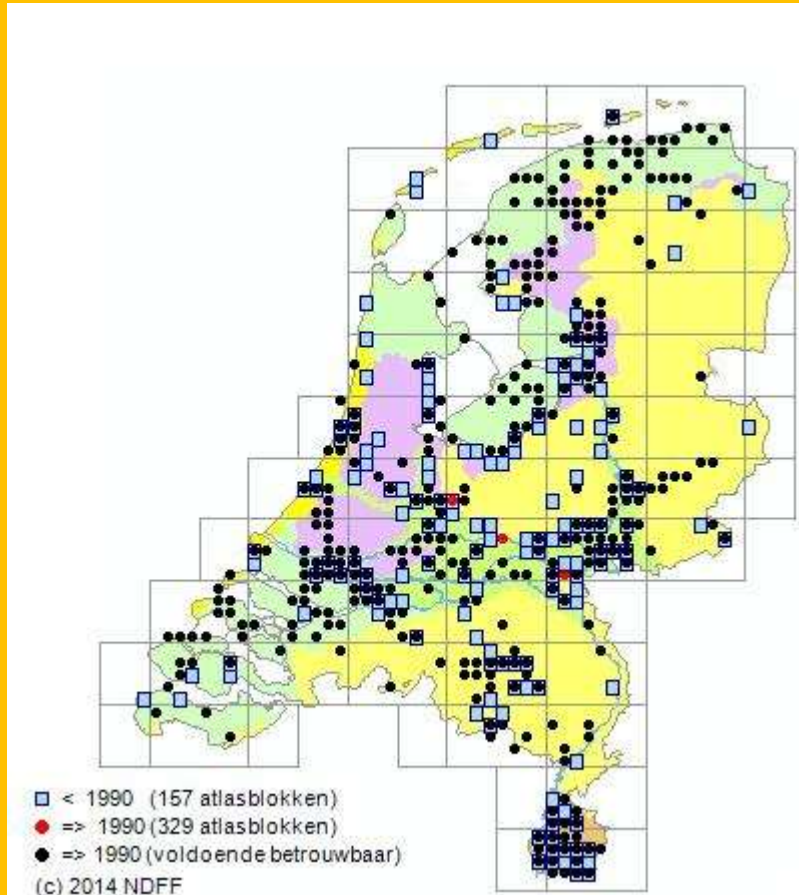 < 1990 (157 atlasblokken)
=> 1990 (329 atlasblokken)
=> 1990 (voldoende betrouwbaar)
(c) 2014 NDFF